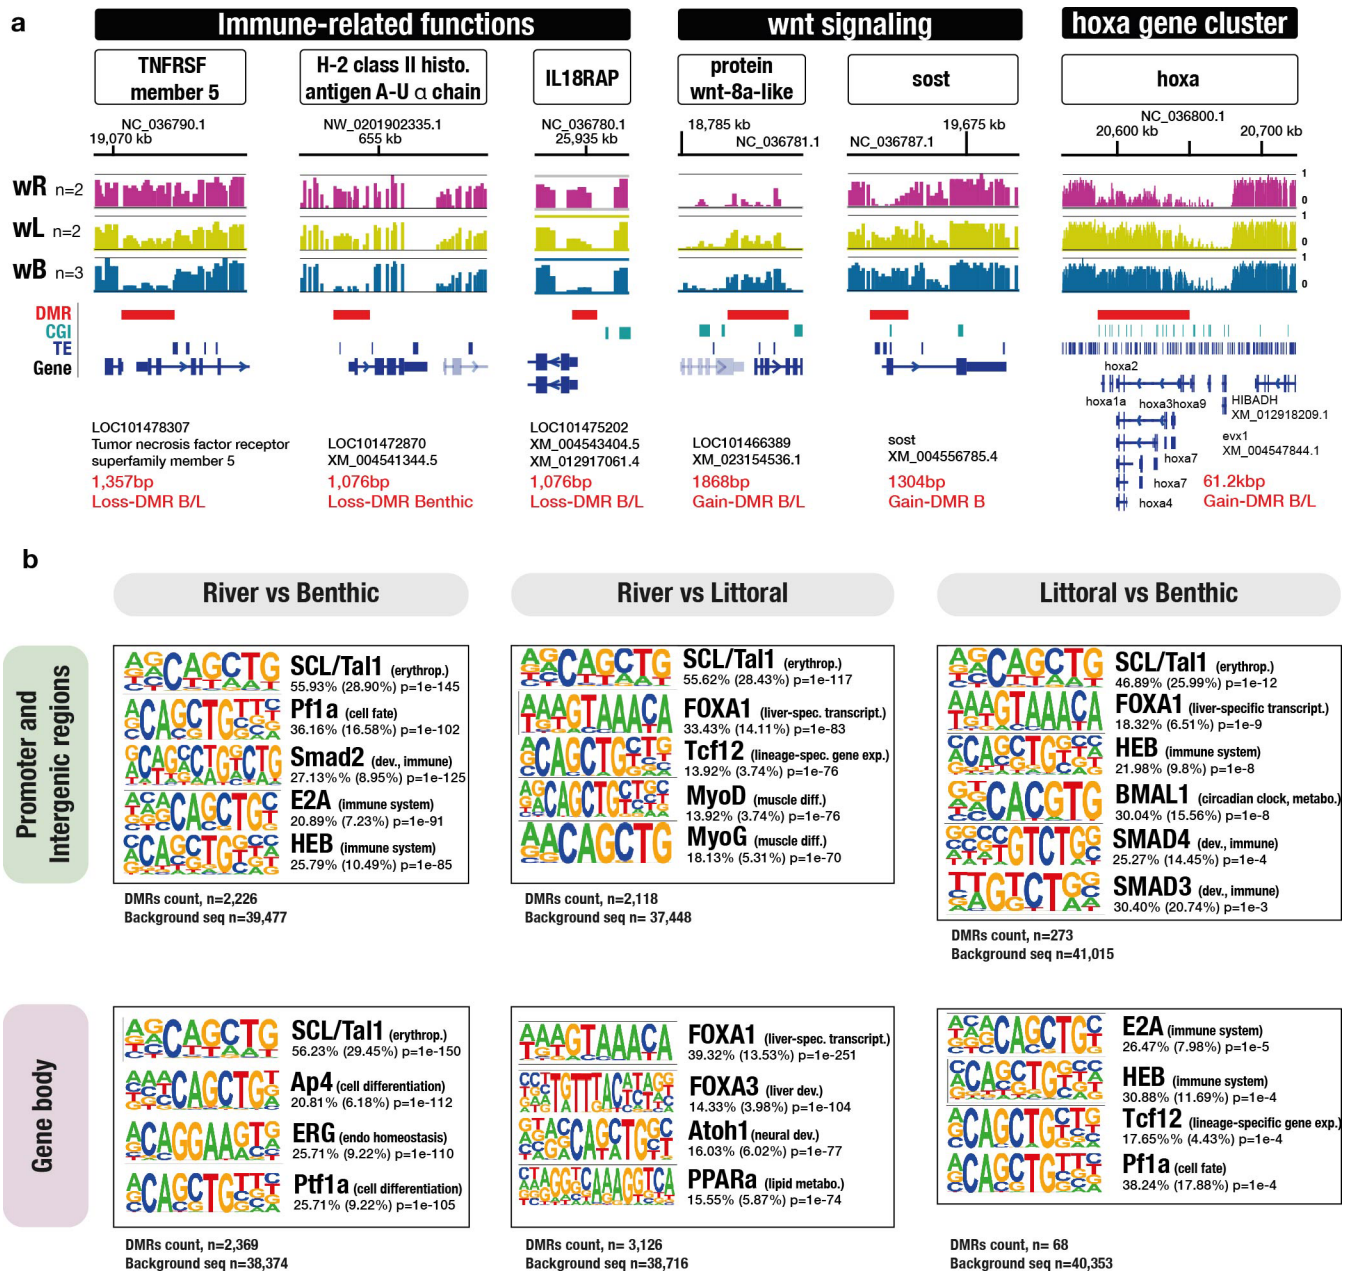 a
Immune-related functions
wnt signaling
hoxa gene cluster
TNFRSF
member 5
H-2 class II histo.
antigen A-U α chain
IL18RAP
protein
wnt-8a-like
sost
hoxa
NC_036790.1
19,070 kb
NW_0201902335.1
655 kb
NC_036780.1
25,935 kb
18,785 kb
NC_036781.1
19,675 kb
NC_036787.1
NC_036800.1
20,600 kb
20,700 kb
wR n=2
1
0
wL n=2
1
0
wB n=3
1
0
DMR
CGI
TE
Gene
hoxa2
hoxa1a
hoxa3hoxa9
HIBADH
XM_012918209.1
evx1
XM_004547844.1
hoxa7
hoxa7
hoxa4
LOC101478307
Tumor necrosis factor receptor
superfamily member 5
1,357bp
Loss-DMR B/L
LOC101472870
XM_004541344.5
1,076bp
Loss-DMR Benthic
LOC101475202
XM_004543404.5
XM_012917061.4
1,076bp
Loss-DMR B/L
LOC101466389
XM_023154536.1
1868bp
Gain-DMR B/L
sost
XM_004556785.4
1304bp
Gain-DMR B
61.2kbp
Gain-DMR B/L
b
River vs Benthic
River vs Littoral
Littoral vs Benthic
Promoter and
Intergenic regions
SCL/Tal1 (erythrop.)
55.93% (28.90%) p=1e-145
Pf1a (cell fate)
36.16% (16.58%) p=1e-102
Smad2 (dev., immune)
27.13%% (8.95%) p=1e-125
E2A (immune system)
20.89% (7.23%) p=1e-91
HEB (immune system)
25.79% (10.49%) p=1e-85
DMRs count, n=2,226
Background seq n=39,477
SCL/Tal1 (erythrop.)
55.62% (28.43%) p=1e-117
FOXA1 (liver-spec. transcript.)
33.43% (14.11%) p=1e-83
Tcf12 (lineage-spec. gene exp.)
13.92% (3.74%) p=1e-76
MyoD (muscle diff.)
13.92% (3.74%) p=1e-76
MyoG (muscle diff.)
18.13% (5.31%) p=1e-70
DMRs count, n=2,118
Background seq n= 37,448
SCL/Tal1 (erythrop.)
46.89% (25.99%) p=1e-12
FOXA1 (liver-specific transcript.)
18.32% (6.51%) p=1e-9
HEB (immune system)
21.98% (9.8%) p=1e-8
BMAL1 (circadian clock, metabo.)
30.04% (15.56%) p=1e-8
SMAD4 (dev., immune)
25.27% (14.45%) p=1e-4
SMAD3 (dev., immune)
30.40% (20.74%) p=1e-3
DMRs count, n=273
Background seq n=41,015
Gene body
SCL/Tal1 (erythrop.)
56.23% (29.45%) p=1e-150
Ap4 (cell differentiation)
20.81% (6.18%) p=1e-112
ERG (endo homeostasis)
25.71% (9.22%) p=1e-110
Ptf1a (cell differentiation)
25.71% (9.22%) p=1e-105
DMRs count, n=2,369
Background seq n=38,374
FOXA1 (liver-spec. transcript.)
39.32% (13.53%) p=1e-251
FOXA3 (liver dev.)
14.33% (3.98%) p=1e-104
Atoh1 (neural dev.)
16.03% (6.02%) p=1e-77
PPARa (lipid metabo.)
15.55% (5.87%) p=1e-74
DMRs count, n= 3,126
Background seq n=38,716
E2A (immune system)
26.47% (7.98%) p=1e-5
HEB (immune system)
30.88% (11.69%) p=1e-4
Tcf12 (lineage-specific gene exp.)
17.65%% (4.43%) p=1e-4
Pf1a (cell fate)
38.24% (17.88%) p=1e-4
DMRs count, n= 68
Background seq n=40,353